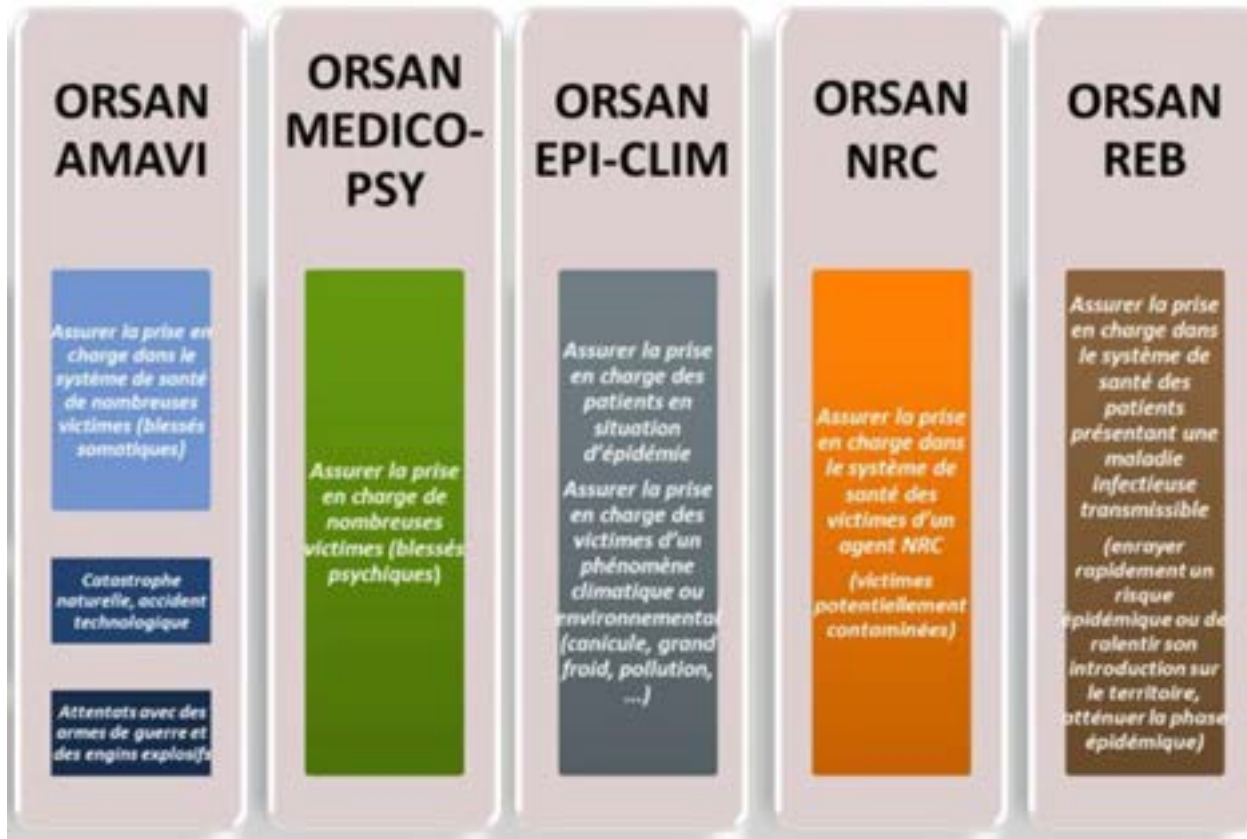 ORSAN
AMAVI
Assurer la prise en
charge dans le
système de santé
de nombreuses
victimes (blessés
somatiques)
Catastrophe
naturelle, accident
technologique
Attentats avec des
armes de guerre et
des engins explosifs
ORSAN
MEDICO-
PSY
Assurer la prise
en charge de
nombreuses
victimes (blessés
psychiques)
ORSAN
EPI-CLIM
Assurer la prise
en charge des
patients en
situation
d'épidémie
Assurer la prise
en charge des
victimes d'un
phénomène
climatique ou
environnemental
(canicule, grand
froid, pollution,
...)
ORSAN
NRC
Assurer la prise
en charge dans
le système de
santé des
victimes d'un
agent NRC
(victimes
potentiellement
contaminées)
ORSAN
REB
Assurer la prise
en charge dans
le système de
santé des
patients
présentant une
maladie
infectieuse
transmissible
(enrayer
rapidement un
risque
épidémique ou de
ralentir son
introduction sur
le territoire,
atténuer la phase
épidémique)